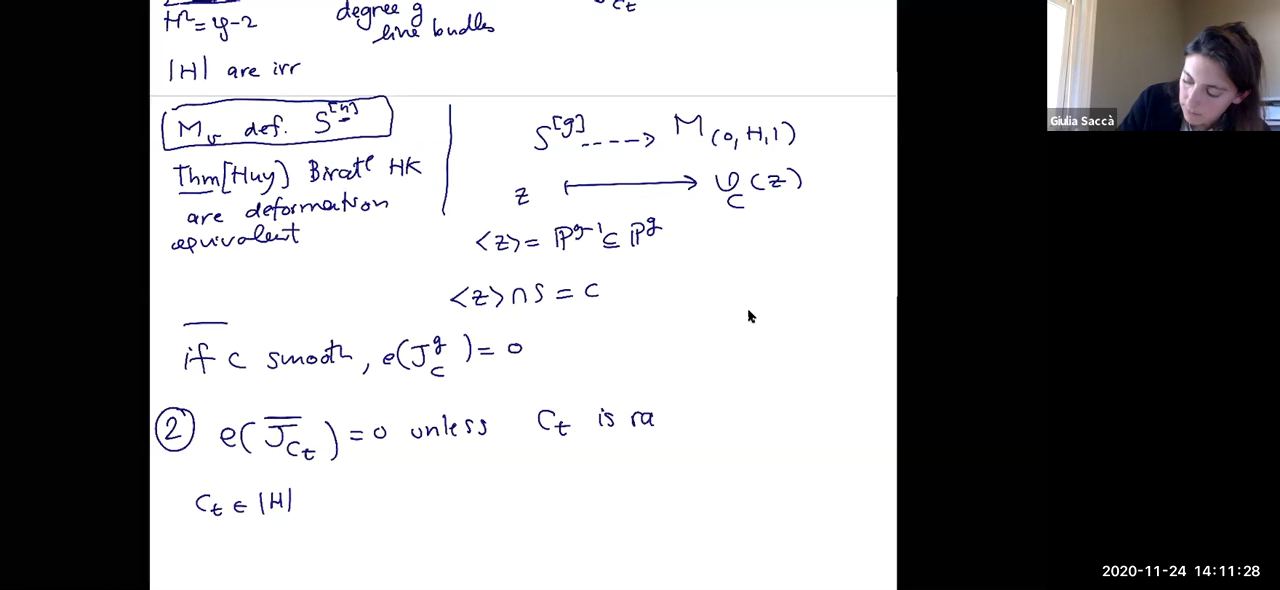 H² = 2g-2
degree g
line bundles
C_t
|H| are irr
M_v def. S^[n]
Thm [Huy] Birat'l HK
are deformation
equivalent
S^[g] ----> M_(0,H,1)
z ⟼ O_C(z)
<z> = P^g-1 ⊆ P^g
<z> ∩ S = C
if C smooth, e(J^g_C) = 0
② e(J̅_C_t) = 0 unless C_t is ra
C_t ∈ |H|
Giulia Saccà
2020-11-24 14:11:28